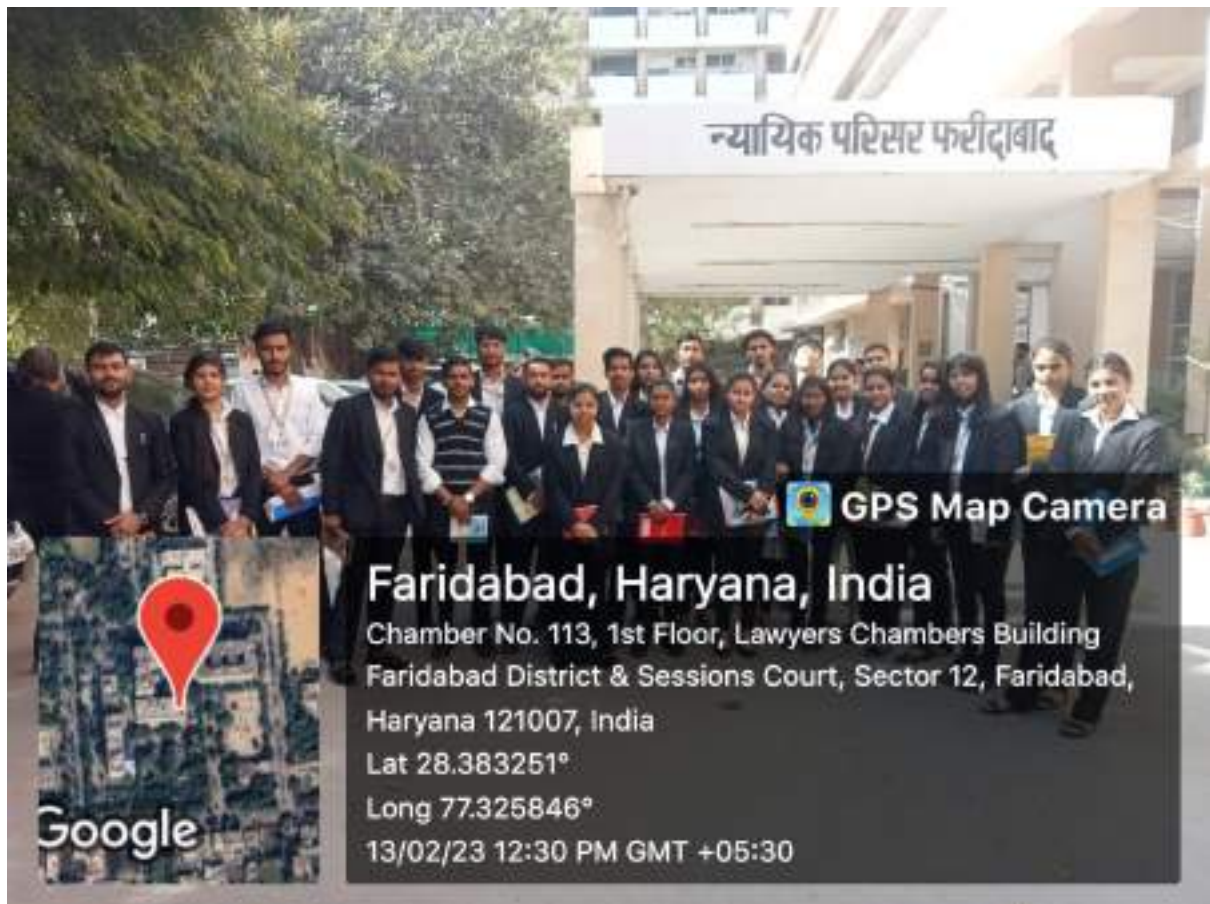 न्यायिक परिसर फरीदाबाद
GPS Map Camera
Faridabad, Haryana, India
Chamber No. 113, 1st Floor, Lawyers Chambers Building
Faridabad District & Sessions Court, Sector 12, Faridabad,
Haryana 121007, India
Lat 28.383251°
Long 77.325846°
13/02/23 12:30 PM GMT +05:30
Google